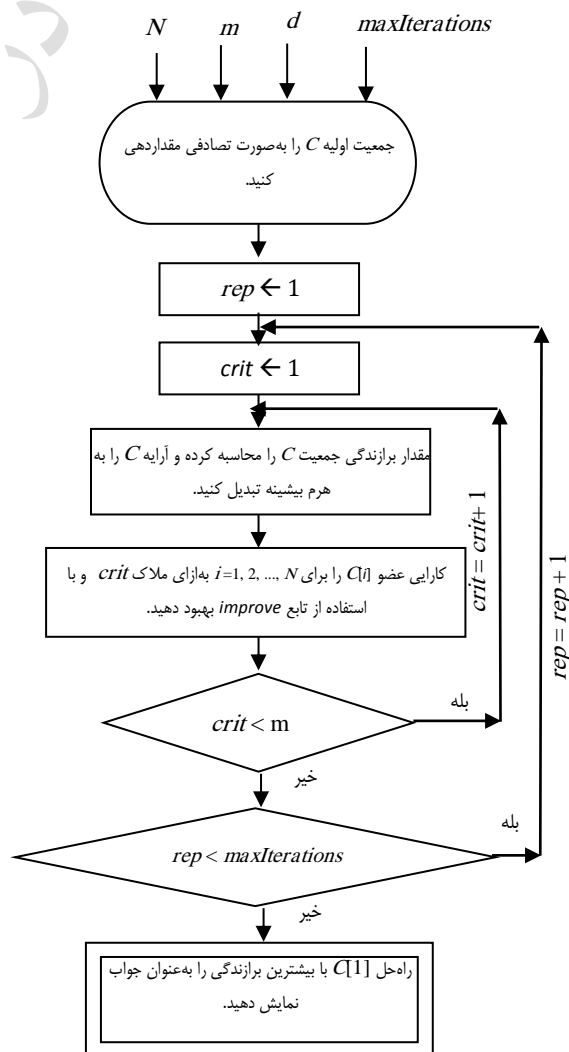 N m d maxIterations
جمعیت اولیه C را به‌صورت تصادفی مقداردهی
کنید.
rep ← 1
crit ← 1
مقدار برازندگی جمعیت C را محاسبه کرده و آرایه C را به
هرم بیشینه تبدیل کنید.
کارایی عضو C[i] را برای i=1, 2, ..., N به‌ازای ملاک crit و با
استفاده از تابع improve بهبود دهید.
crit = crit+ 1
rep = rep + 1
crit < m
بله
خیر
rep < maxIterations
بله
خیر
راه‌حل C[1] با بیشترین برازندگی را به‌عنوان جواب
نمایش دهید.